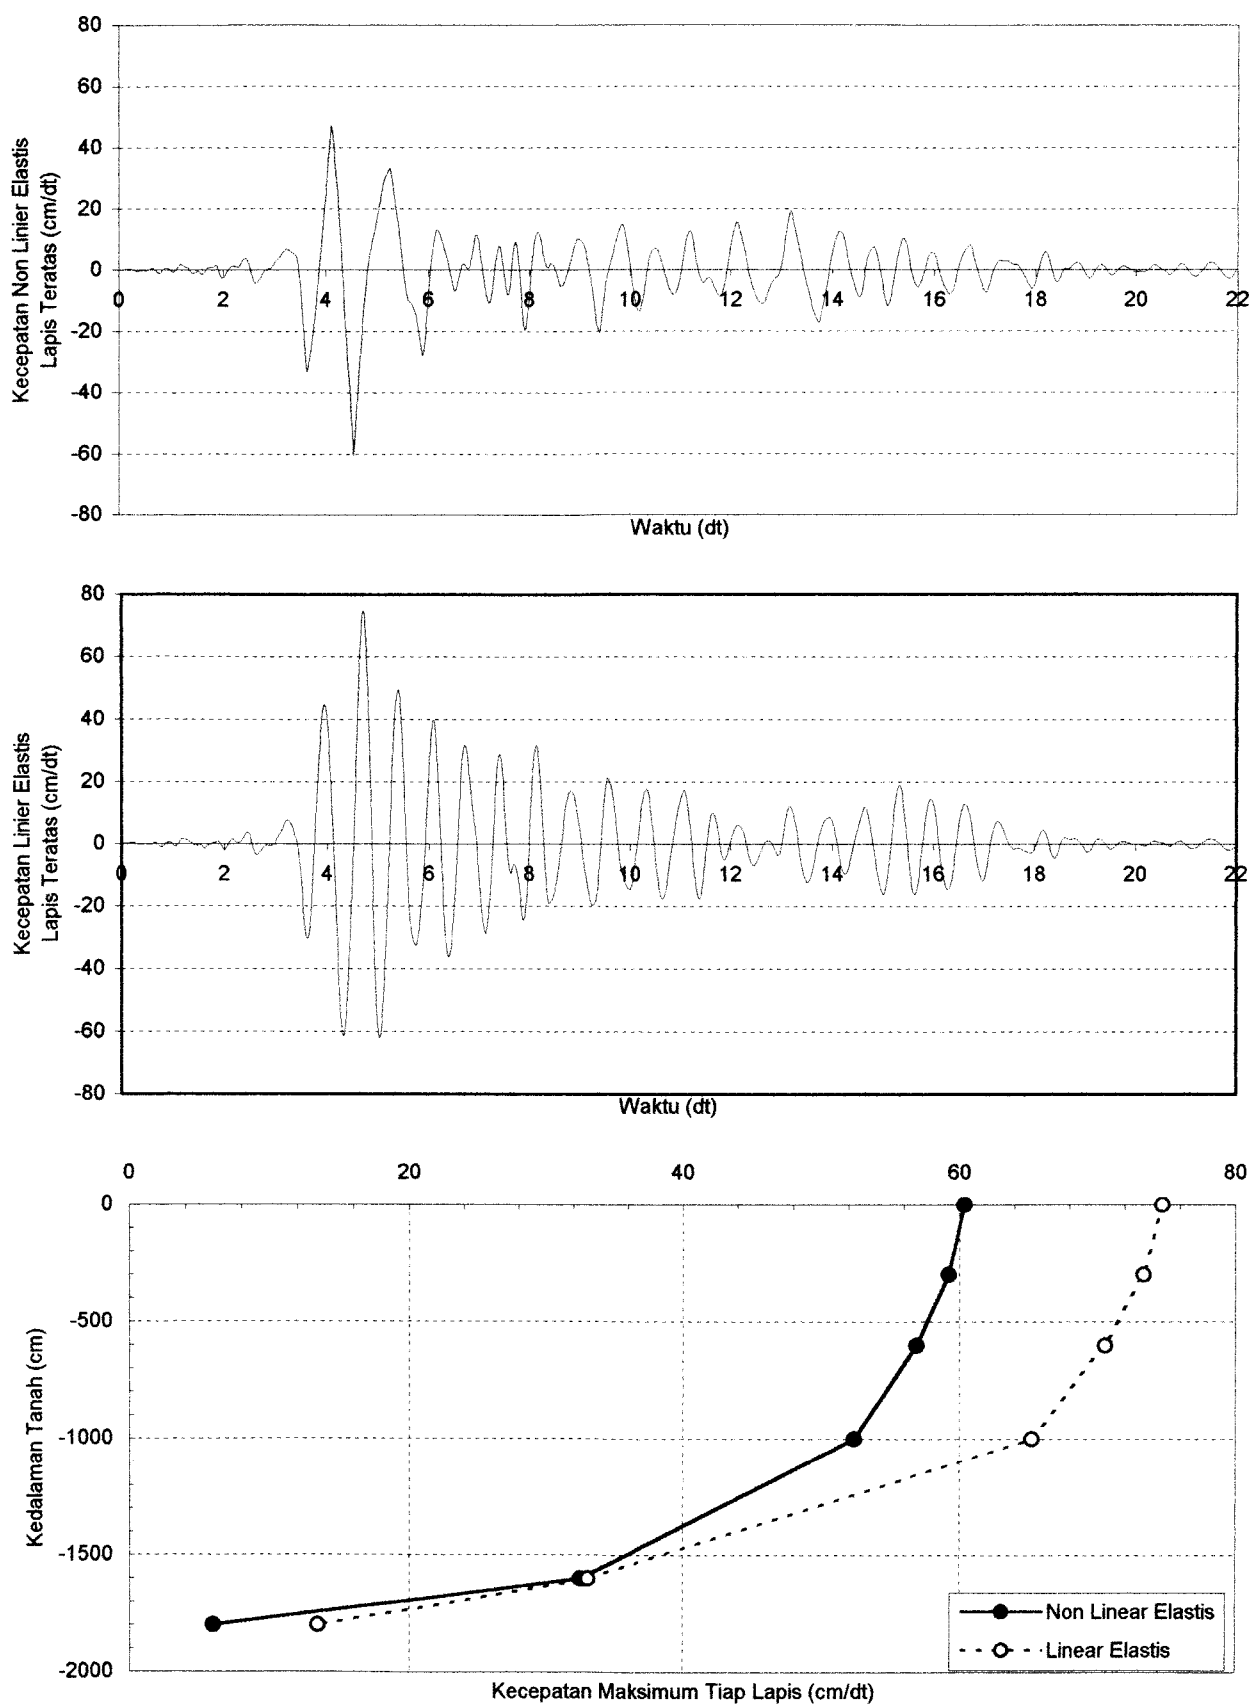 80
60
40
20
0
-20
-40
-60
-80
Kecepatan Non Linier Elastis
Lapis Teratas (cm/dt)
0 2 4 6 8 10 12 14 16 18 20 22
Waktu (dt)
80
60
40
20
0
-20
-40
-60
-80
Kecepatan Linier Elastis
Lapis Teratas (cm/dt)
0 2 4 6 8 10 12 14 16 18 20 22
Waktu (dt)
0 20 40 60 80
0
-500
-1000
-1500
-2000
Kedalaman Tanah (cm)
Non Linear Elastis
Linear Elastis
Kecepatan Maksimum Tiap Lapis (cm/dt)